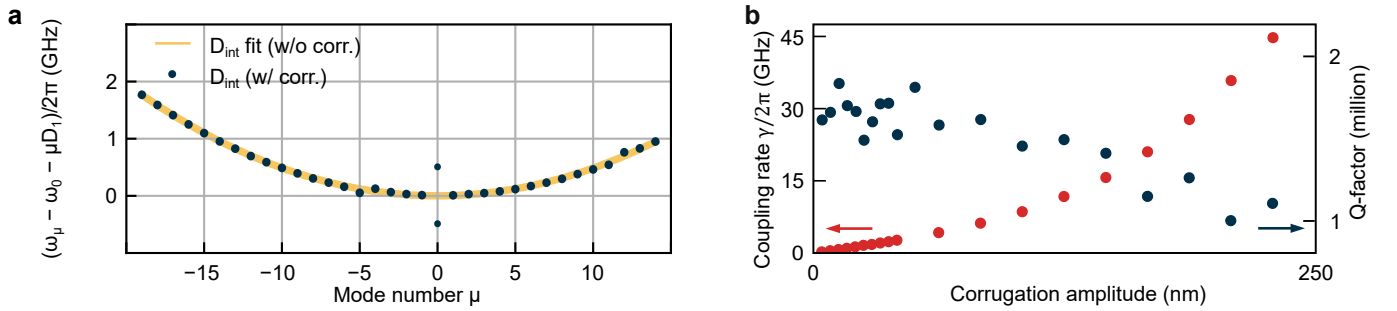 a
(ω_μ − ω_0 − μD_1)/2π (GHz)
2
1
0
D_int fit (w/o corr.)
D_int (w/ corr.)
−15
−10
−5
0
5
10
Mode number μ
b
Coupling rate γ/2π (GHz)
45
30
15
0
0
250
Corrugation amplitude (nm)
2
1
Q-factor (million)